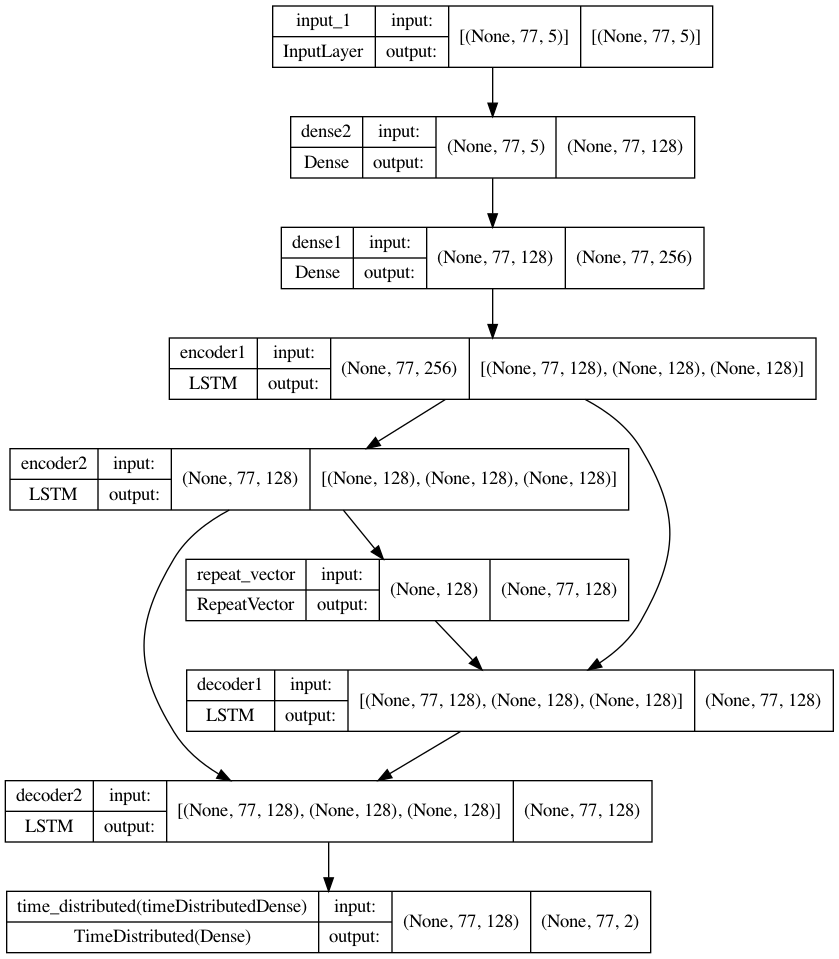 input_1 input: [(None, 77, 5)] [(None, 77, 5)]
InputLayer output:
dense2 input: (None, 77, 5) (None, 77, 128)
Dense output:
dense1 input: (None, 77, 128) (None, 77, 256)
Dense output:
encoder1 input: (None, 77, 256) [(None, 77, 128), (None, 128), (None, 128)]
LSTM output:
encoder2 input: (None, 77, 128) [(None, 128), (None, 128), (None, 128)]
LSTM output:
repeat_vector input: (None, 128) (None, 77, 128)
RepeatVector output:
decoder1 input: [(None, 77, 128), (None, 128), (None, 128)] (None, 77, 128)
LSTM output:
decoder2 input: [(None, 77, 128), (None, 128), (None, 128)] (None, 77, 128)
LSTM output:
time_distributed(timeDistributedDense) input: (None, 77, 128) (None, 77, 2)
TimeDistributed(Dense) output: